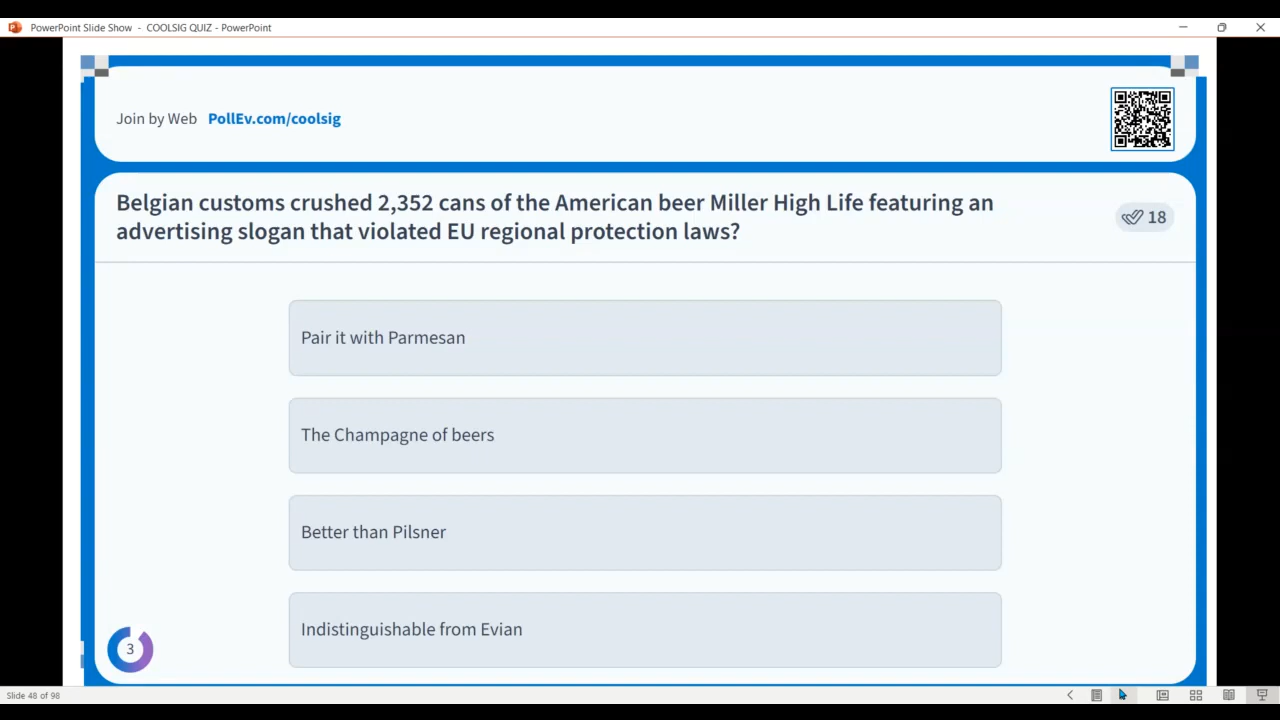 PowerPoint Slide Show - COOLSIG QUIZ - PowerPoint
Join by Web PollEv.com/coolsig
Belgian customs crushed 2,352 cans of the American beer Miller High Life featuring an
advertising slogan that violated EU regional protection laws?
18
Pair it with Parmesan
The Champagne of beers
Better than Pilsner
Indistinguishable from Evian
3
Slide 48 of 98